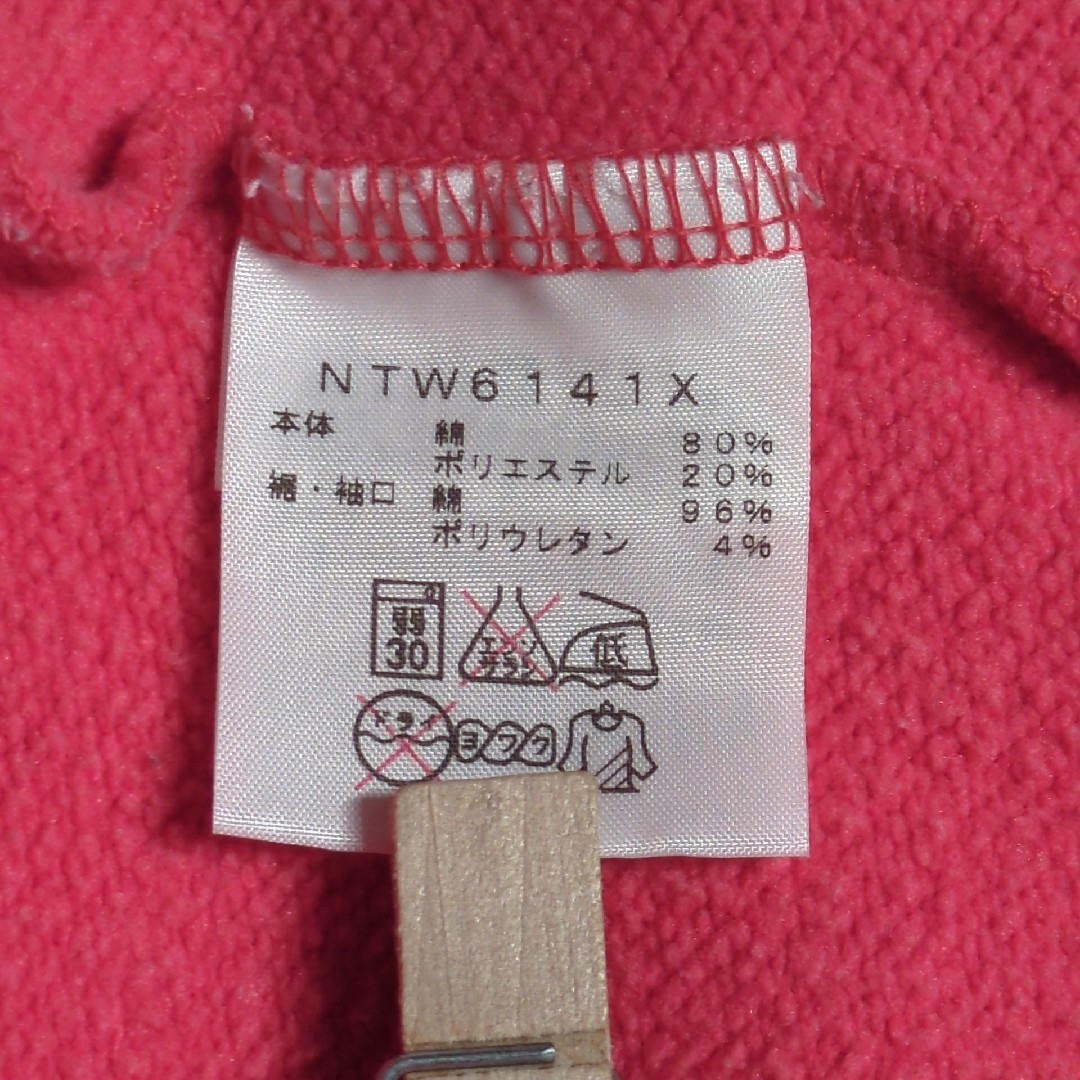 NTW6141X
本体 綿 80%
ポリエステル 20%
裾・袖口 綿 96%
ポリウレタン 4%
弱 エンソ 低
30 サラシ
ドライ ヨワク